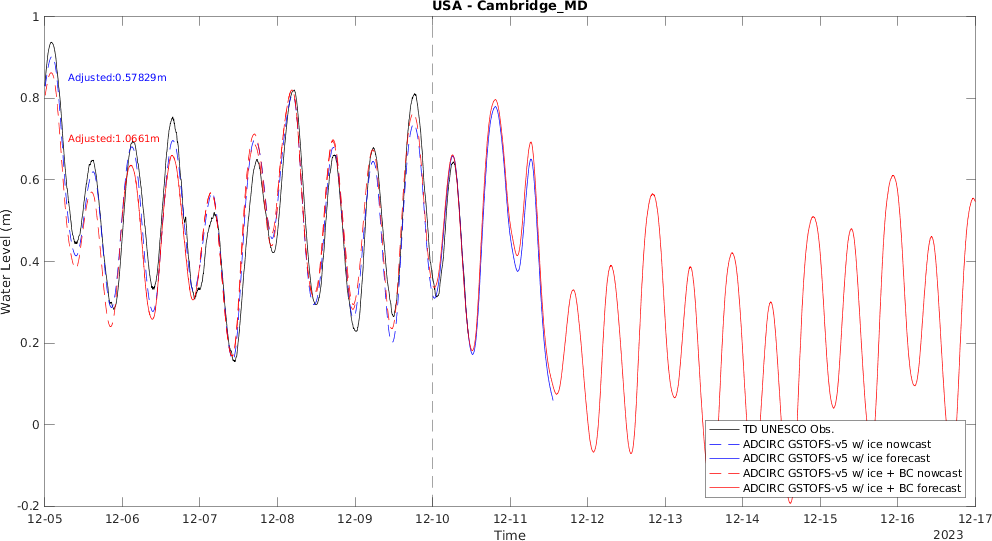 USA - Cambridge_MD
1
0.8
0.6
0.4
0.2
0
-0.2
Water Level (m)
Adjusted:0.57829m
Adjusted:1.0661m
TD UNESCO Obs.
ADCIRC GSTOFS-v5 w/ ice nowcast
ADCIRC GSTOFS-v5 w/ ice forecast
ADCIRC GSTOFS-v5 w/ ice + BC nowcast
ADCIRC GSTOFS-v5 w/ ice + BC forecast
12-05 12-06 12-07 12-08 12-09 12-10 12-11 12-12 12-13 12-14 12-15 12-16 12-17
Time
2023